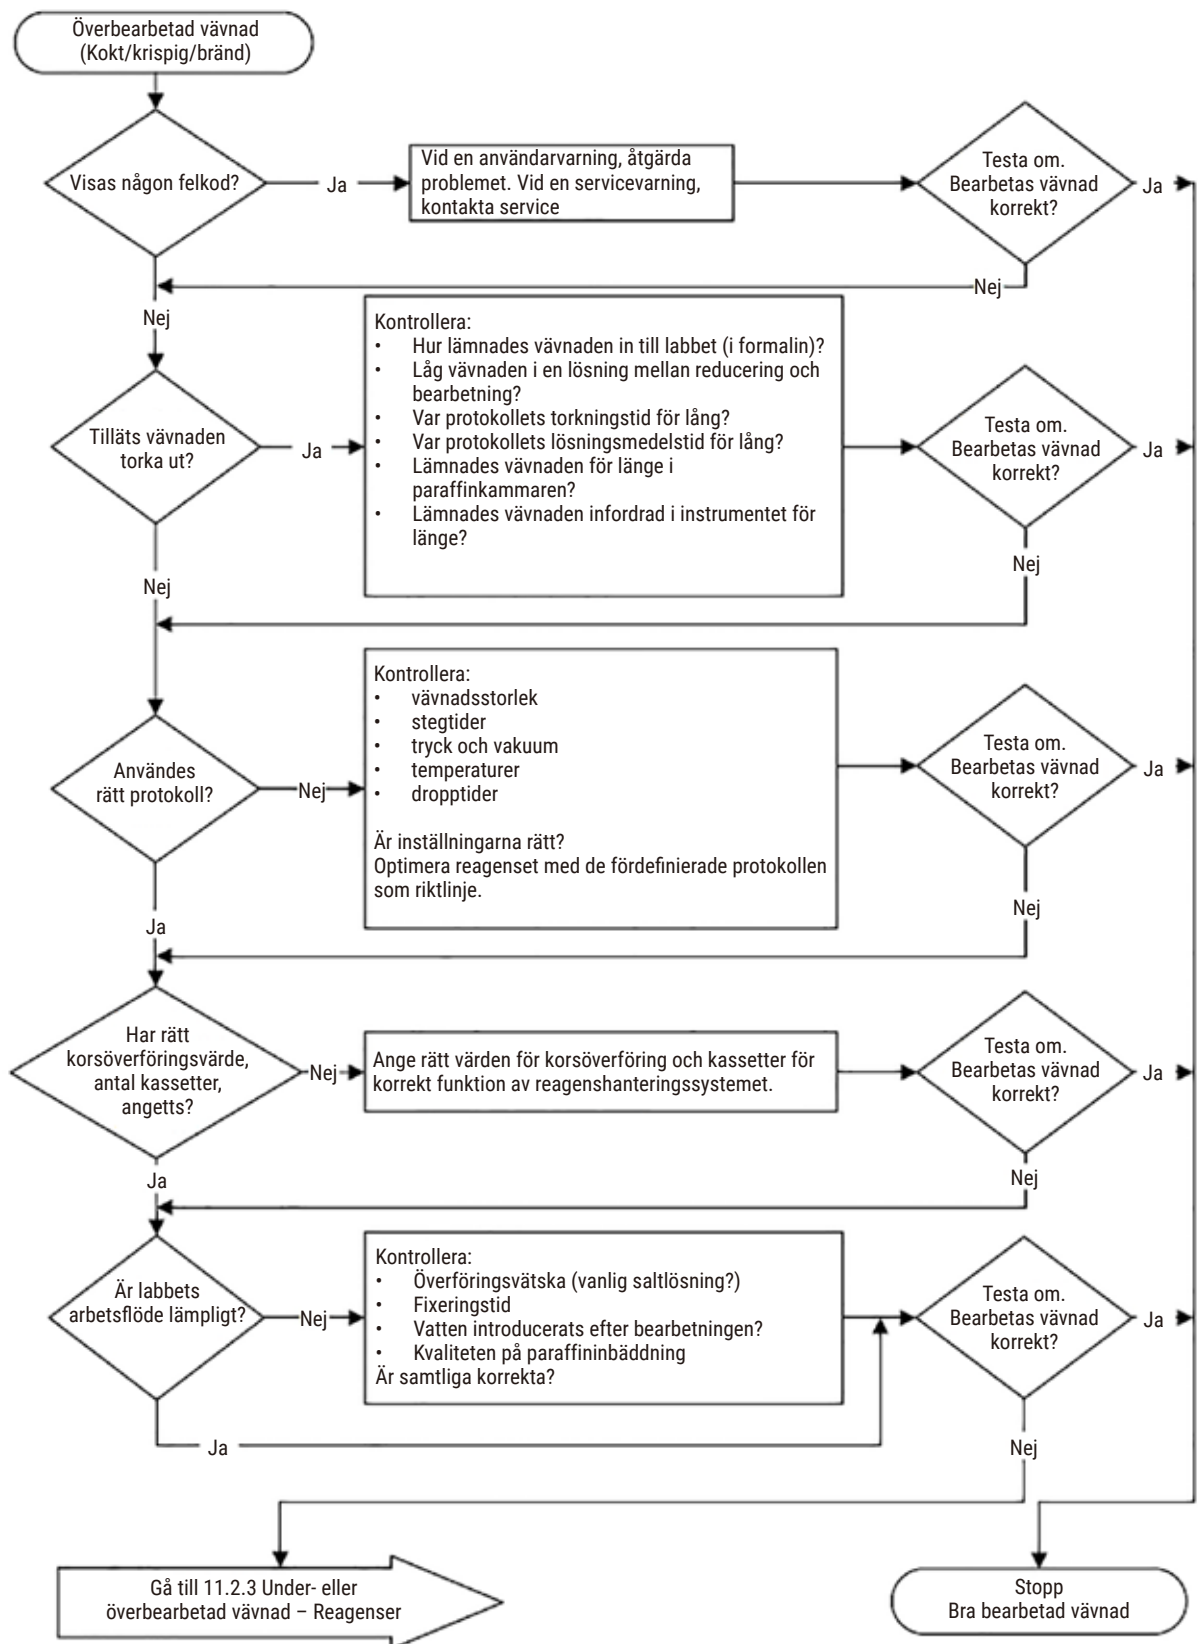 Överbearbetad vävnad
(Kokt/krispig/bränd)
Visas någon felkod?
Ja
Vid en användarvarning, åtgärda
problemet. Vid en servicevarning,
kontakta service
Testa om.
Bearbetas vävnad
korrekt?
Ja
Nej
Nej
Tilläts vävnaden
torka ut?
Ja
Kontrollera:
• Hur lämnades vävnaden in till labbet (i formalin)?
• Låg vävnaden i en lösning mellan reducering och
bearbetning?
• Var protokollets torkningstid för lång?
• Var protokollets lösningsmedelstid för lång?
• Lämnades vävnaden för länge i
paraffinkammaren?
• Lämnades vävnaden infordrad i instrumentet för
länge?
Testa om.
Bearbetas vävnad
korrekt?
Ja
Nej
Nej
Användes
rätt protokoll?
Nej
Kontrollera:
• vävnadsstorlek
• stegtider
• tryck och vakuum
• temperaturer
• dropptider
Är inställningarna rätt?
Optimera reagenset med de fördefinierade protokollen
som riktlinje.
Testa om.
Bearbetas vävnad
korrekt?
Ja
Nej
Ja
Har rätt
korsöverföringsvärde,
antal kassetter,
angetts?
Nej
Ange rätt värden för korsöverföring och kassetter för
korrekt funktion av reagenshanteringssystemet.
Testa om.
Bearbetas vävnad
korrekt?
Ja
Nej
Ja
Är labbets
arbetsflöde lämpligt?
Nej
Kontrollera:
• Överföringsvätska (vanlig saltlösning?)
• Fixeringstid
• Vatten introducerats efter bearbetningen?
• Kvaliteten på paraffininbäddning
Är samtliga korrekta?
Testa om.
Bearbetas vävnad
korrekt?
Ja
Ja
Nej
Gå till 11.2.3 Under- eller
överbearbetad vävnad – Reagenser
Stopp
Bra bearbetad vävnad